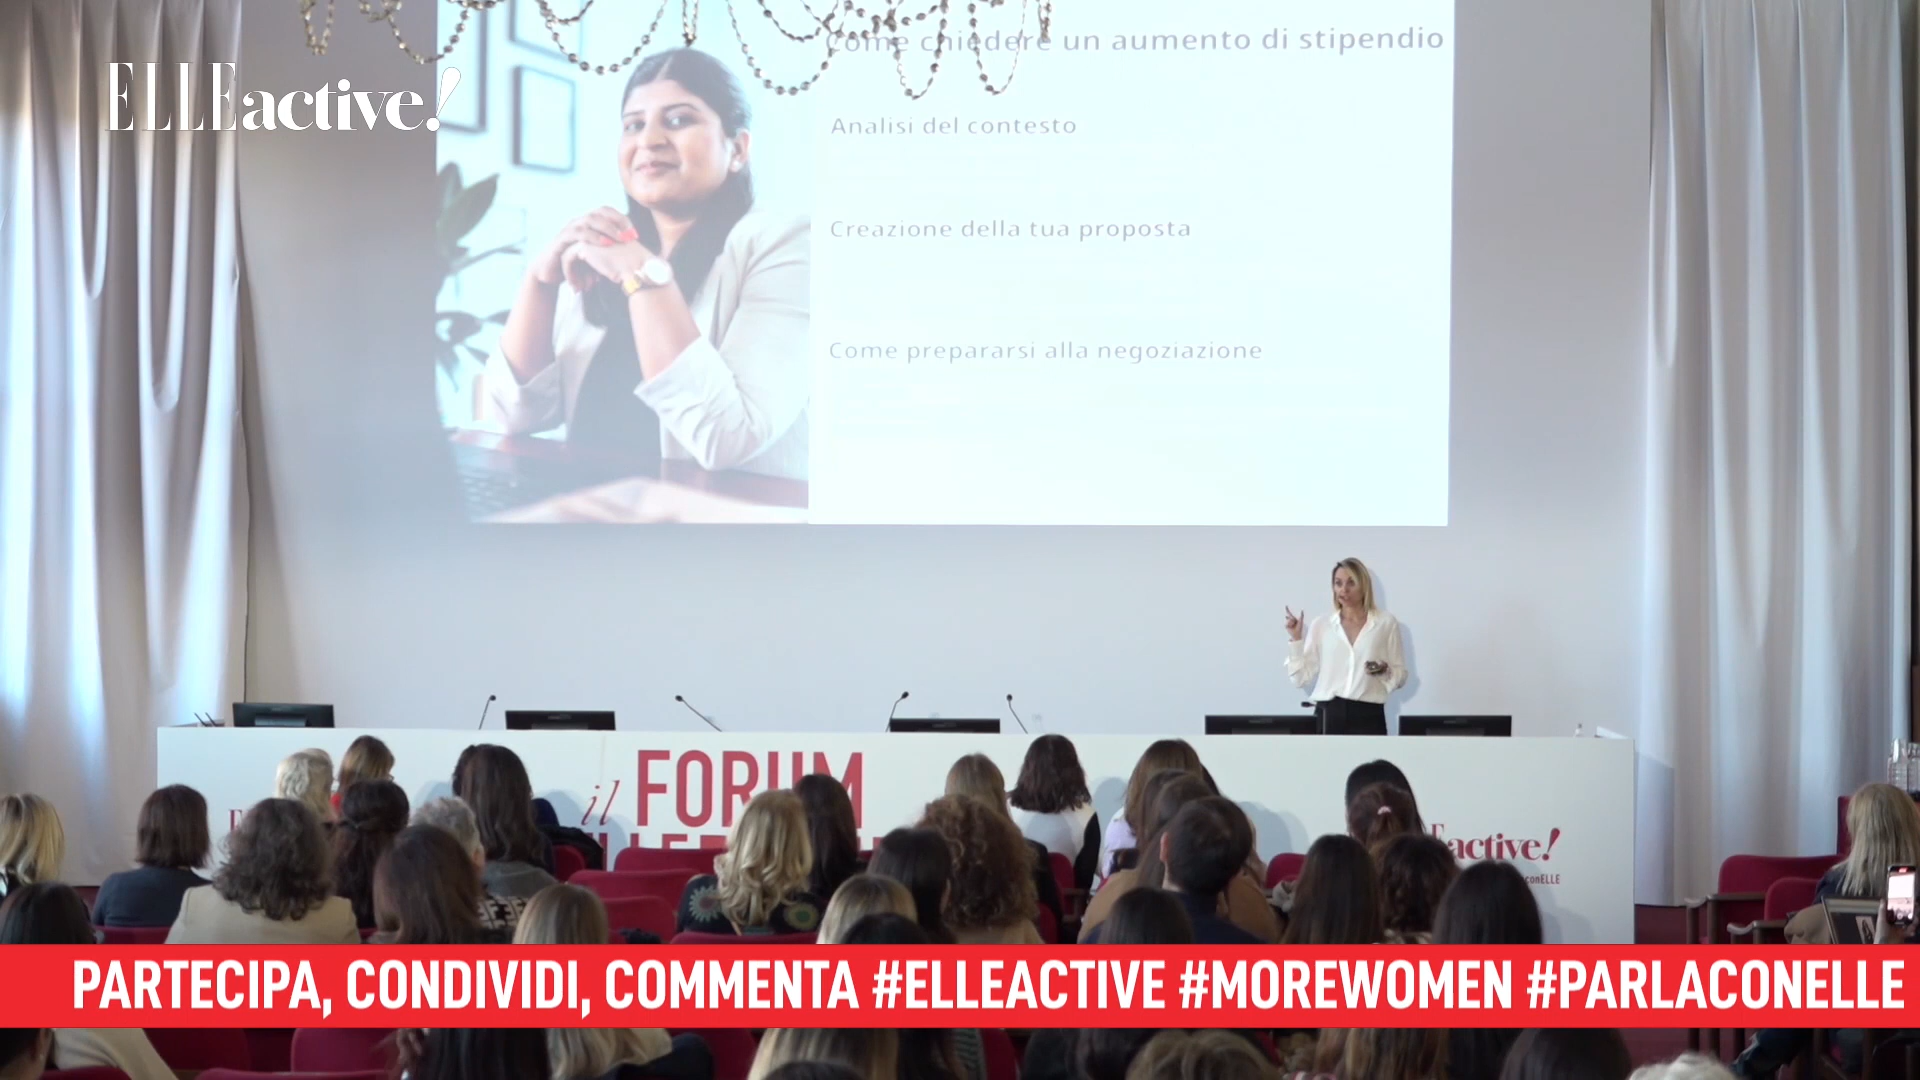 ELLEactive!
Come chiedere un aumento di stipendio
Analisi del contesto
Creazione della tua proposta
Come prepararsi alla negoziazione
il FORUM
active!
conELLE
PARTECIPA, CONDIVIDI, COMMENTA #ELLEACTIVE #MOREWOMEN #PARLACONELLE